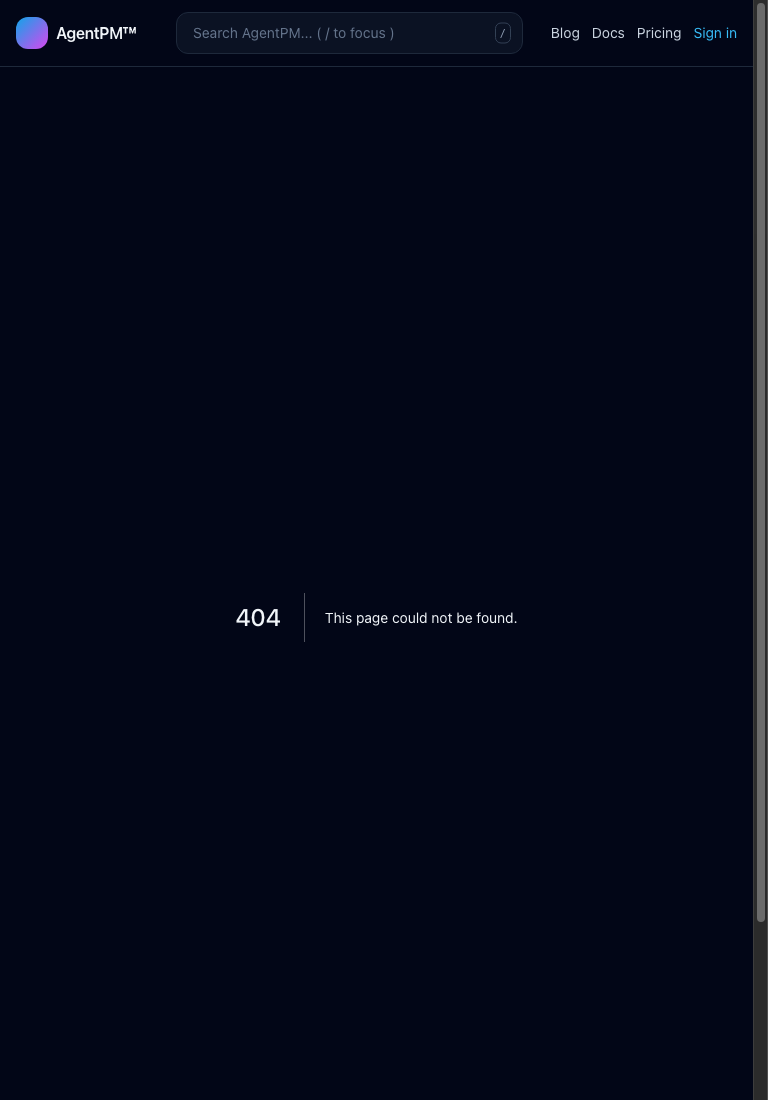 AgentPM™
Search AgentPM... ( / to focus )
/
Blog
Docs
Pricing
Sign in
404
This page could not be found.